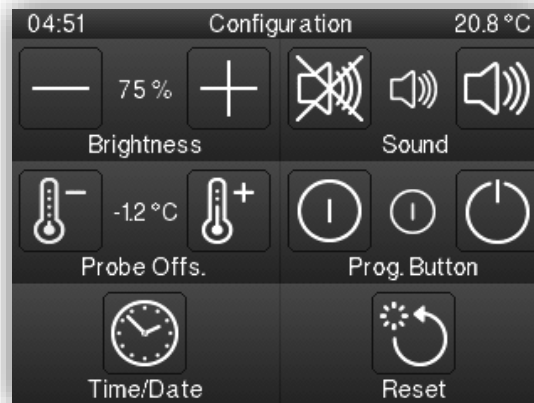 04:51 Configuration 20.8 °C
75 %
Brightness Sound
-1.2 °C
Probe Offs. Prog. Button
Time/Date Reset